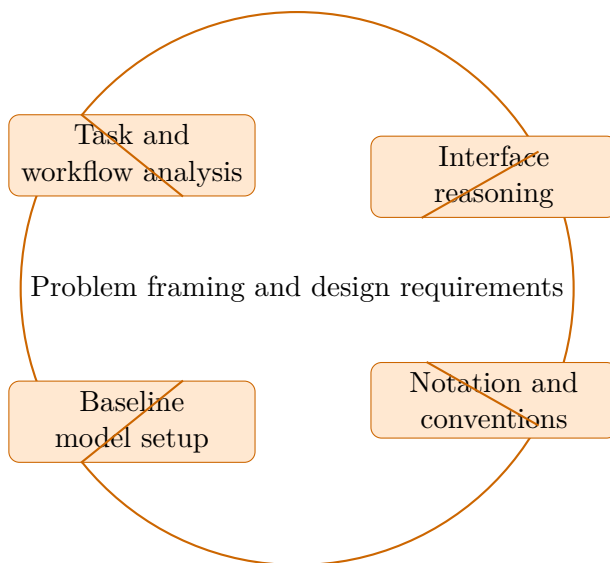 Task and
workflow analysis
Interface
reasoning
Problem framing and design requirements
Baseline
model setup
Notation and
conventions